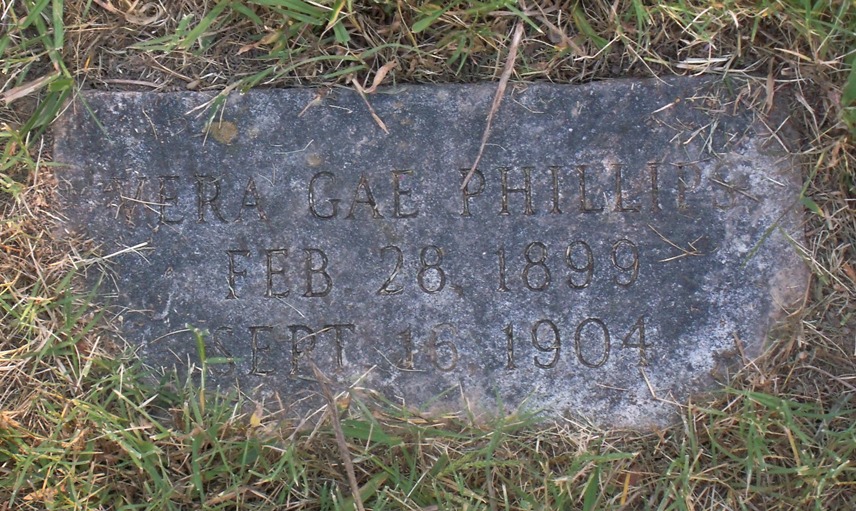 VERA GAE PHILLIPS
FEB 28, 1899
SEPT 16, 1904